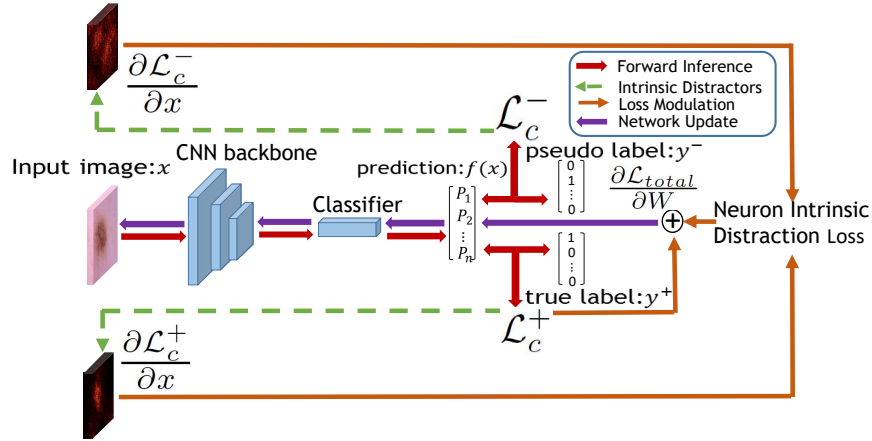 ∂ℒ_c^-
∂x
Forward Inference
Intrinsic Distractors
Loss Modulation
Network Update
ℒ_c^-
CNN backbone
pseudo label:y^-
Input image:x
prediction:f(x)
0
1
⋮
0
∂ℒ_total
∂W
P_1
P_2
⋮
P_n
Classifier
+
Neuron Intrinsic
Distraction Loss
1
0
⋮
0
true label:y^+
ℒ_c^+
∂ℒ_c^+
∂x